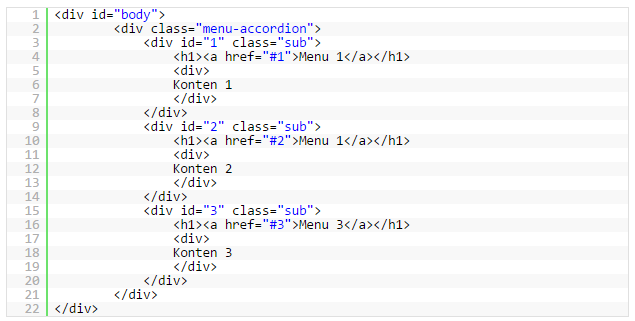 1 <div id="body">
2         <div class="menu-accordion">
3             <div id="1" class="sub">
4                 <h1><a href="#1">Menu 1</a></h1>
5                 <div>
6                 Konten 1
7                 </div>
8             </div>
9             <div id="2" class="sub">
10                 <h1><a href="#2">Menu 1</a></h1>
11                 <div>
12                 Konten 2
13                 </div>
14             </div>
15             <div id="3" class="sub">
16                 <h1><a href="#3">Menu 3</a></h1>
17                 <div>
18                 Konten 3
19                 </div>
20             </div>
21         </div>
22 </div>